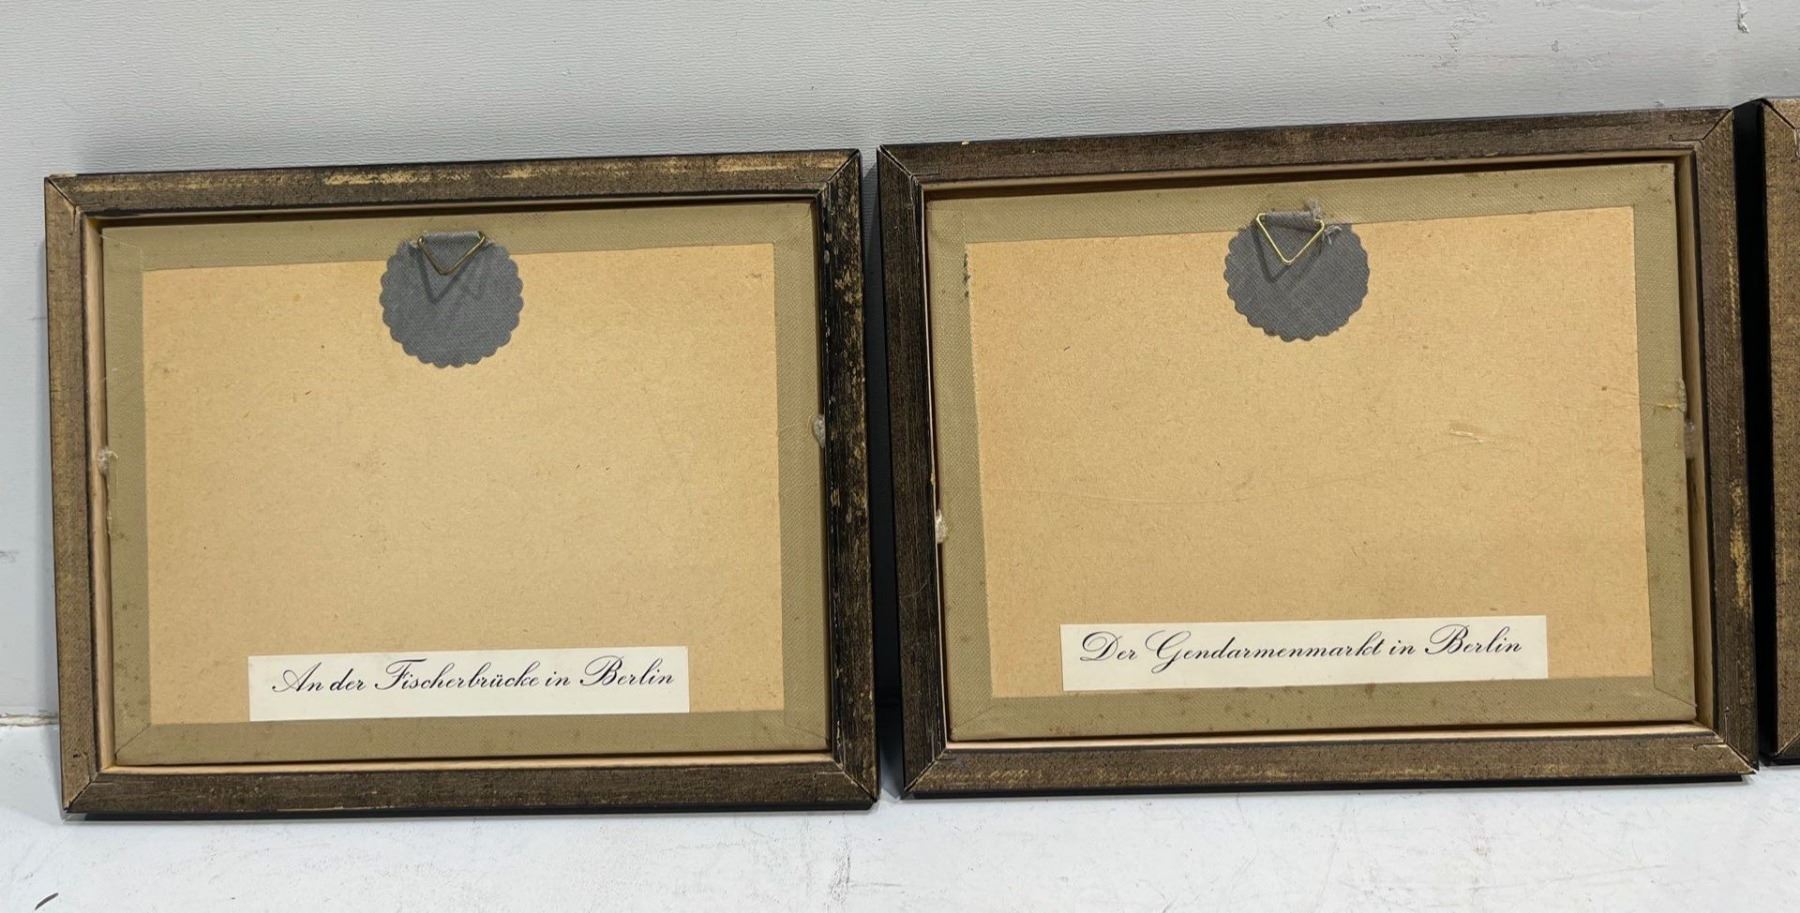 An der Fischerbrücke in Berlin
Der Gendarmenmarkt in Berlin